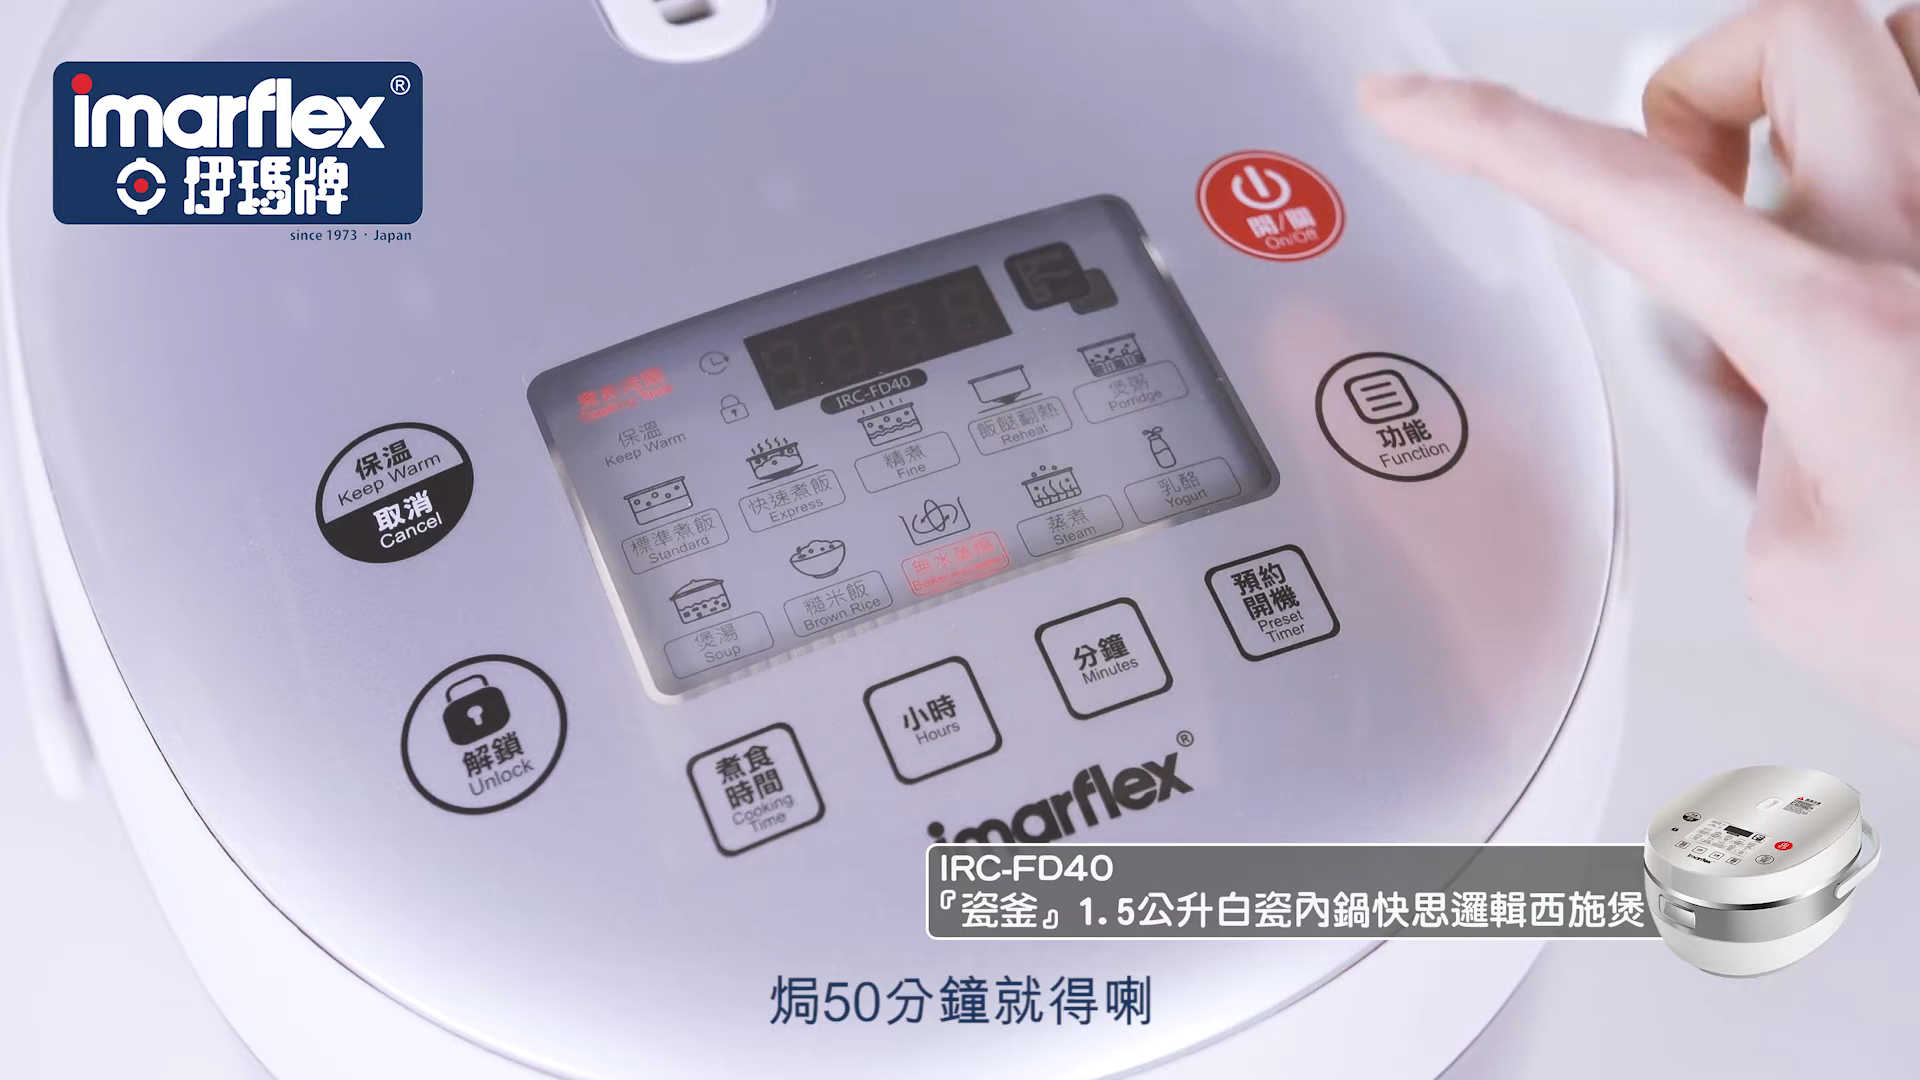 imarflex®
伊瑪牌
since 1973 · Japan
開/關
On/Off
IRC-FD40
保溫
Keep Warm
煲粥
Porridge
飯餸翻熱
Reheat
精煮
Fine
快速煮飯
Express
標準煮飯
Standard
乳酪
Yogurt
蒸煮
Steam
糙米飯
Brown Rice
煲湯
Soup
功能
Function
保溫
Keep Warm
取消
Cancel
預約
開機
Preset
Timer
分鐘
Minutes
小時
Hours
煮食
時間
Cooking
Time
解鎖
Unlock
imarflex®
IRC-FD40
『瓷釜』1.5公升白瓷內鍋快思邏輯西施煲
焗50分鐘就得喇